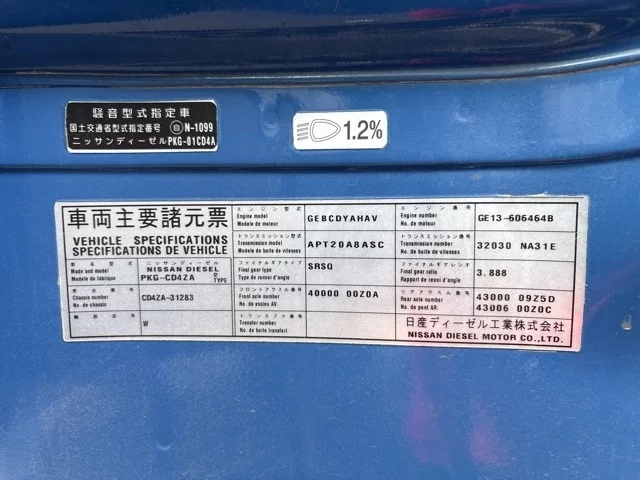 騒音型式指定車
国土交通省型式指定番号 自 N-1099
ニッサンディーゼル PKG-01CD4A
1.2%
車両主要諸元票
VEHICLE SPECIFICATIONS
SPECIFICATIONS DE VEHICLE
車名型式
Made and model
Made et modele
ニッサンディーゼル
NISSAN DIESEL
PKG-CD4ZA 型 TYPE
車台番号
Chassis number
No. chassis
CD4ZA-31283
W
エンジン型式
Engine model
Modele de moteur
GEBCDYAHAV
エンジン番号
Engine number
No. de moteur
GE13-606464B
トランスミッション型式
Transmission model
No. de boite de vitesses
APT20A8ASC
トランスミッション番号
Transmission number
No. de boite de vitesses
32030 NA31E
ファイナルギアタイプ
Final gear type
Type de renvoi d'angle
SRSQ
ファイナルギアレシオ
Final gear ratio
Rapport de renvoi d'angle
3.888
フロントアクスル番号
Front axle number
No. de essieu AV.
40000 00Z0A
リアアクスル番号
Rear axle number
No. de pont AR.
43000 09Z5D
43006 00Z0C
トランスファ番号
Transfer number
No. de boite transfert
日産ディーゼル工業株式会社
NISSAN DIESEL MOTOR CO.,LTD.